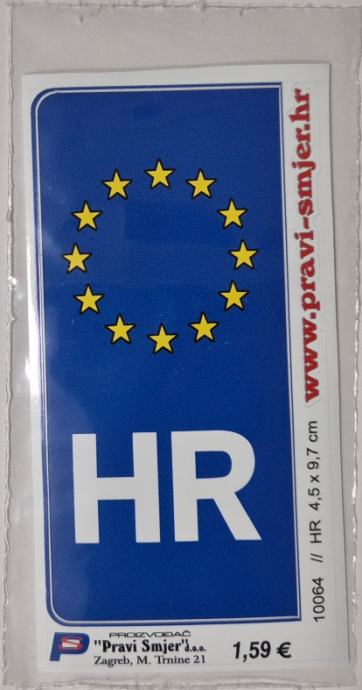 HR
www.pravi-smjer.hr
10064 // HR 4,5 x 9,7 cm
PS
PROIZVOĐAČ
"Pravi Smjer"d.o.o.
Zagreb, M. Trnine 21
1,59 €